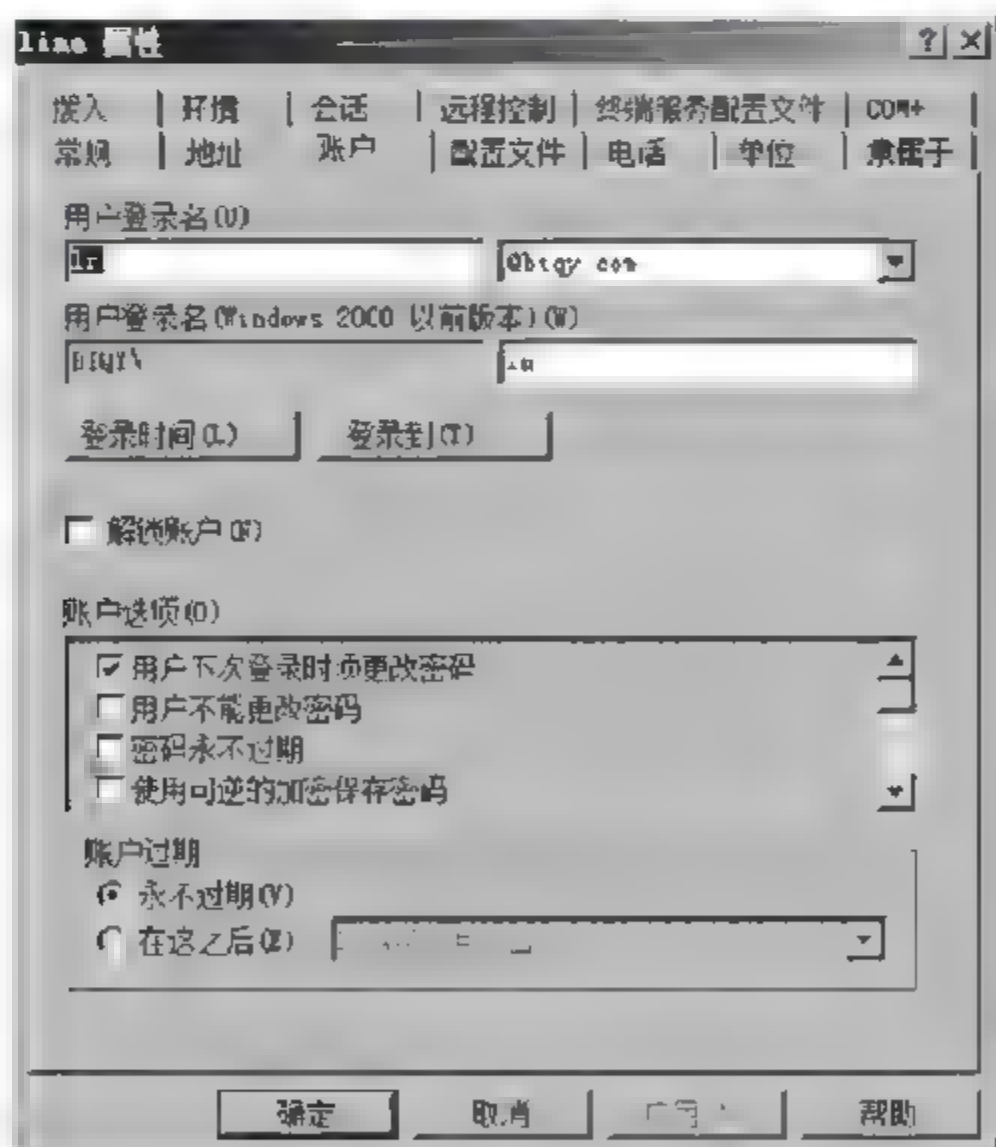 属性
拨入 环境 会话 远程控制 终端服务配置文件 COM+
常规 地址 账户 配置文件 电话 单位 隶属于
用户登录名(U)
@btqy com
用户登录名(Windows 2000 以前版本)(W)
登录时间(L) 登录到(T)
解锁账户(N)
账户选项(O)
用户下次登录时须更改密码
用户不能更改密码
密码永不过期
使用可逆的加密保存密码
账户过期
永不过期(V)
在这之后(E)
确定 取消 帮助